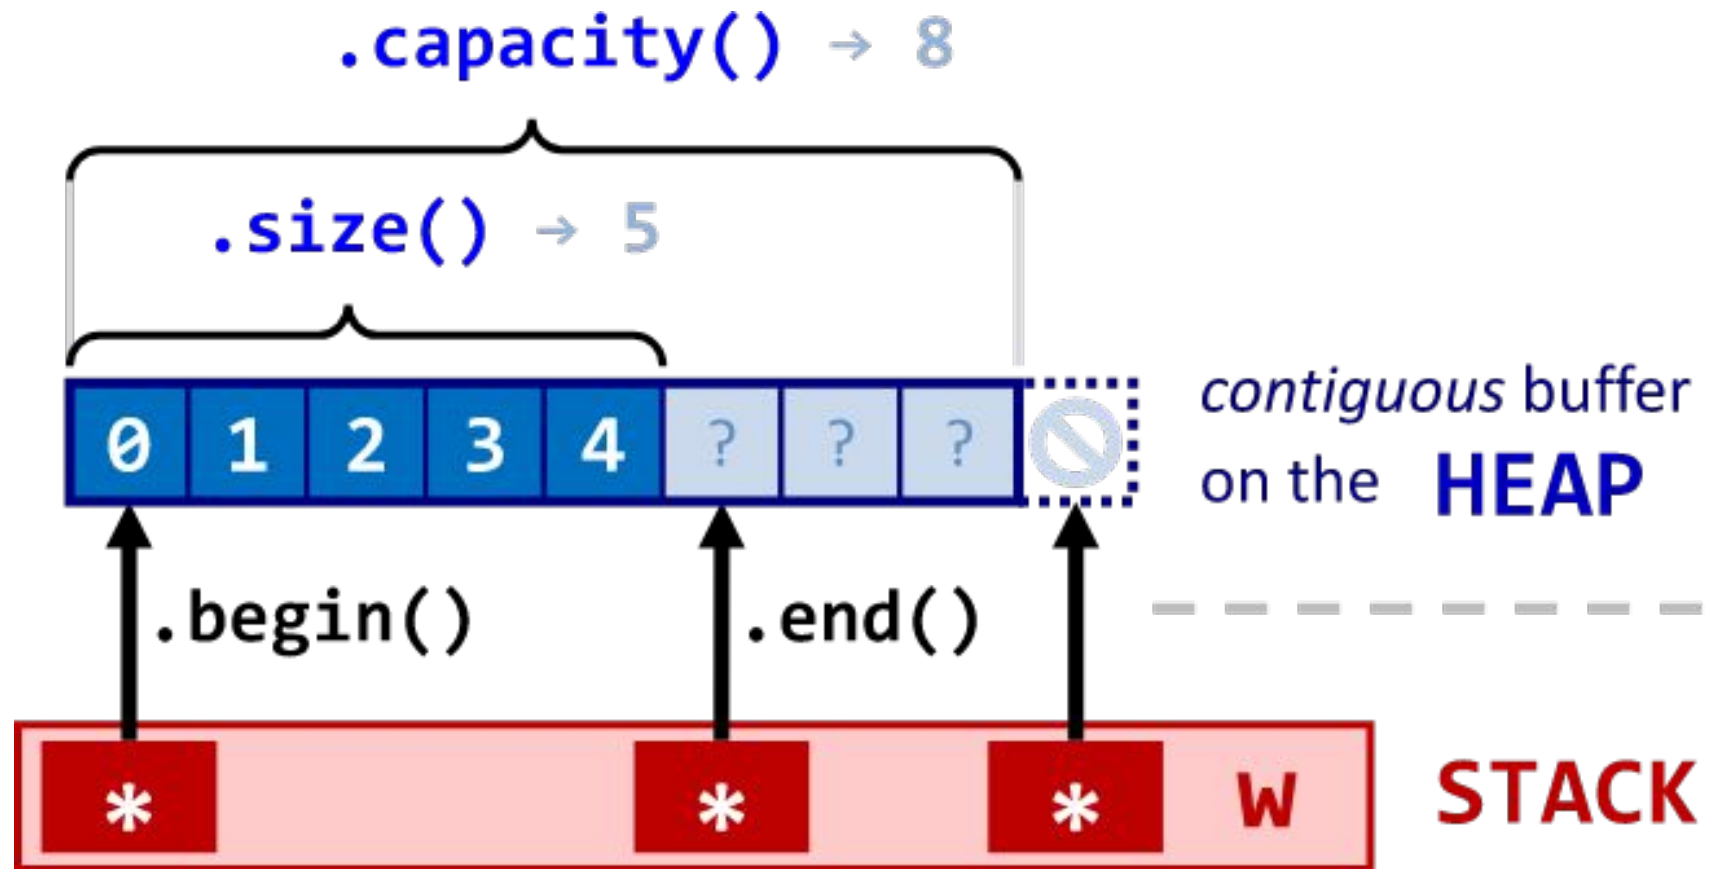 .capacity() → 8
.size() → 5
0 1 2 3 4 ? ? ?
contiguous buffer
on the HEAP
.begin() .end()
* * * W STACK